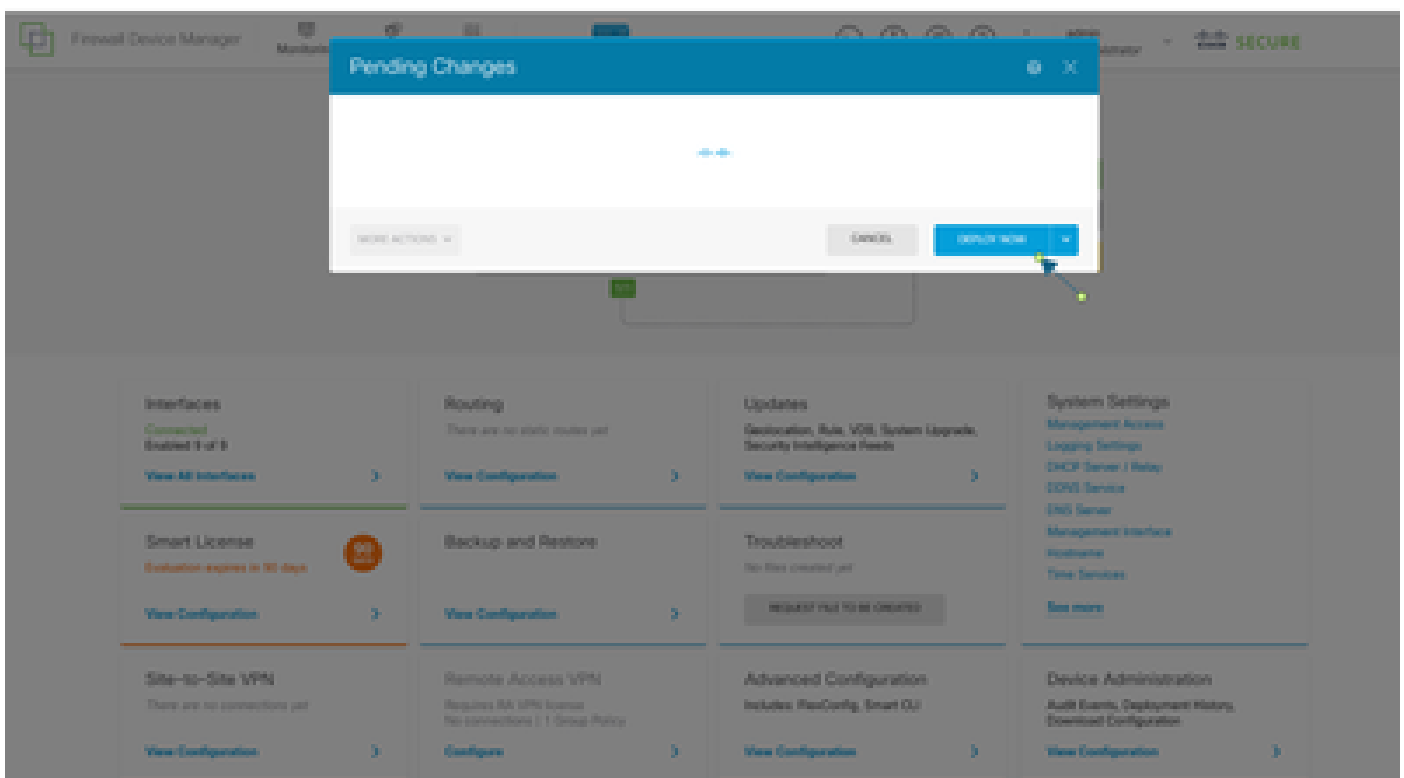 Firewall Device Manager
Monitoring
SECURE
Pending Changes
MORE ACTIONS
CANCEL
DEPLOY NOW
Interfaces
Connected
Enabled 9 of 9
View All Interfaces
Routing
There are no static routes yet
View Configuration
Updates
Geolocation, Rule, VDB, System Upgrade,
Security Intelligence Feeds
View Configuration
System Settings
Management Access
Logging Settings
DHCP Server / Relay
DDNS Service
DNS Server
Management Interface
Hostname
Time Services
See more
Smart License
Evaluation expires in 90 days
View Configuration
Backup and Restore
View Configuration
Troubleshoot
No files created yet
REQUEST FILE TO BE CREATED
Site-to-Site VPN
There are no connections yet
View Configuration
Remote Access VPN
Requires RA VPN license
No connections | 1 Group Policy
Configure
Advanced Configuration
Includes: FlexConfig, Smart CLI
View Configuration
Device Administration
Audit Events, Deployment History,
Download Configuration
View Configuration